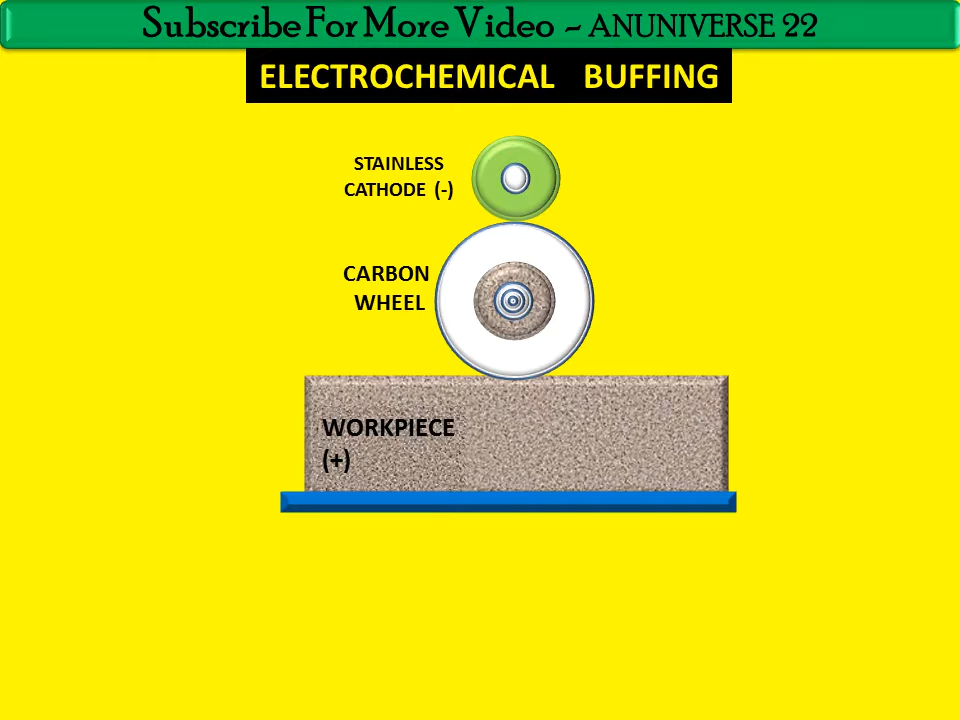 Subscribe For More Video - ANUNIVERSE 22
ELECTROCHEMICAL BUFFING
STAINLESS
CATHODE (-)
CARBON
WHEEL
WORKPIECE
(+)